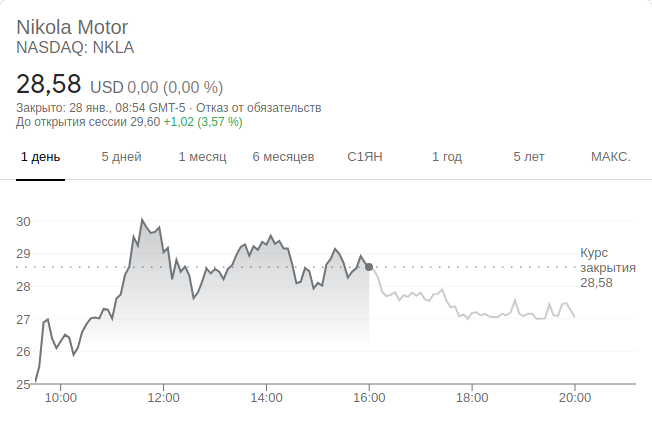 Nikola Motor
NASDAQ: NKLA
28,58 USD 0,00 (0,00 %)
Закрыто: 28 янв., 08:54 GMT-5 · Отказ от обязательств
До открытия сессии 29,60 +1,02 (3,57 %)
1 день 5 дней 1 месяц 6 месяцев С1ЯН 1 год 5 лет МАКС.
30
29
28
27
26
25
Курс
закрытия
28,58
10:00 12:00 14:00 16:00 18:00 20:00